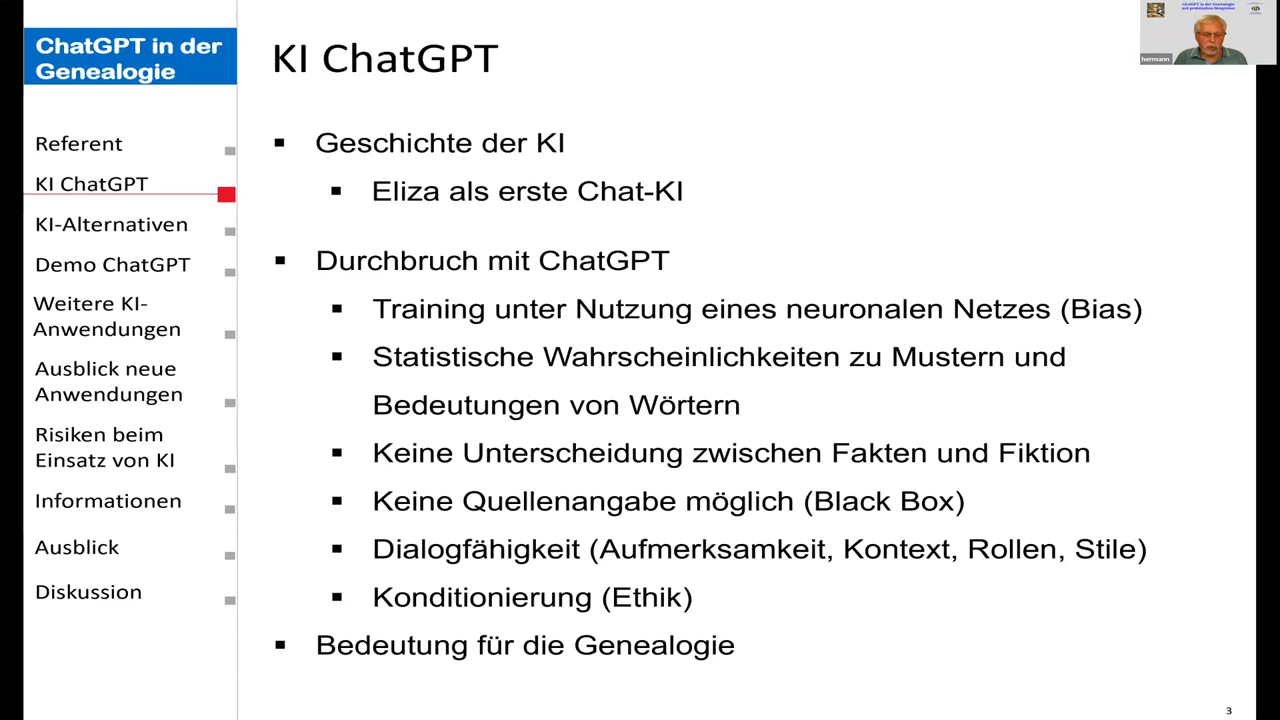 ChatGPT in der
Genealogie
Referent
KI ChatGPT
KI-Alternativen
Demo ChatGPT
Weitere KI-
Anwendungen
Ausblick neue
Anwendungen
Risiken beim
Einsatz von KI
Informationen
Ausblick
Diskussion
KI ChatGPT
Geschichte der KI
Eliza als erste Chat-KI
Durchbruch mit ChatGPT
Training unter Nutzung eines neuronalen Netzes (Bias)
Statistische Wahrscheinlichkeiten zu Mustern und
Bedeutungen von Wörtern
Keine Unterscheidung zwischen Fakten und Fiktion
Keine Quellenangabe möglich (Black Box)
Dialogfähigkeit (Aufmerksamkeit, Kontext, Rollen, Stile)
Konditionierung (Ethik)
Bedeutung für die Genealogie
3
ChatGPT in der Genealogie
hermann